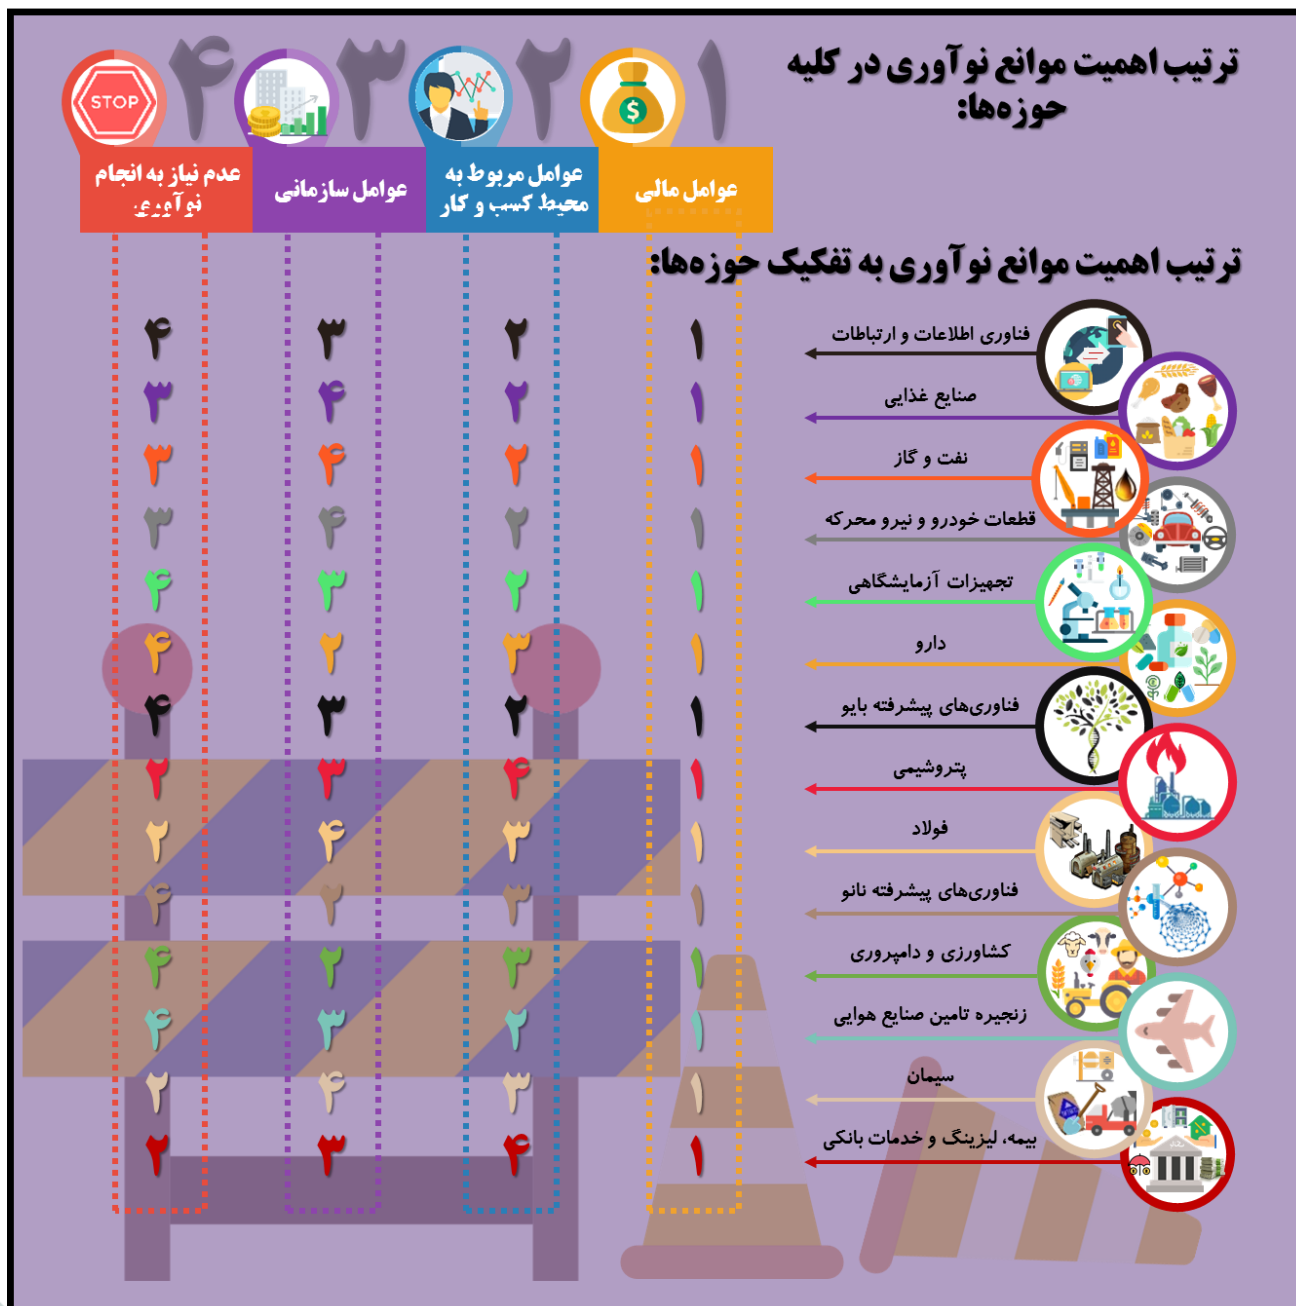 ترتیب اهمیت موانع نوآوری در کلیه
حوزه‌ها:
۱ ۲ ۳ ۴
$
STOP
عوامل مالی
عوامل مربوط به
محیط کسب و کار
عوامل سازمانی
عدم نیاز به انجام
نوآوری
ترتیب اهمیت موانع نوآوری به تفکیک حوزه‌ها:
فناوری اطلاعات و ارتباطات ۱ ۲ ۳ ۴
صنایع غذایی ۱ ۲ ۴ ۳
نفت و گاز ۱ ۲ ۴ ۳
قطعات خودرو و نیرو محرکه ۱ ۲ ۴ ۳
تجهیزات آزمایشگاهی ۱ ۲ ۳ ۴
دارو ۱ ۳ ۲ ۴
فناوری‌های پیشرفته بایو ۱ ۲ ۳ ۴
پتروشیمی ۱ ۴ ۳ ۲
فولاد ۱ ۳ ۴ ۲
فناوری‌های پیشرفته نانو ۱ ۳ ۲ ۴
کشاورزی و دامپروری ۱ ۳ ۲ ۴
زنجیره تامین صنایع هوایی ۱ ۲ ۳ ۴
سیمان ۱ ۳ ۴ ۲
بیمه، لیزینگ و خدمات بانکی ۱ ۴ ۳ ۲